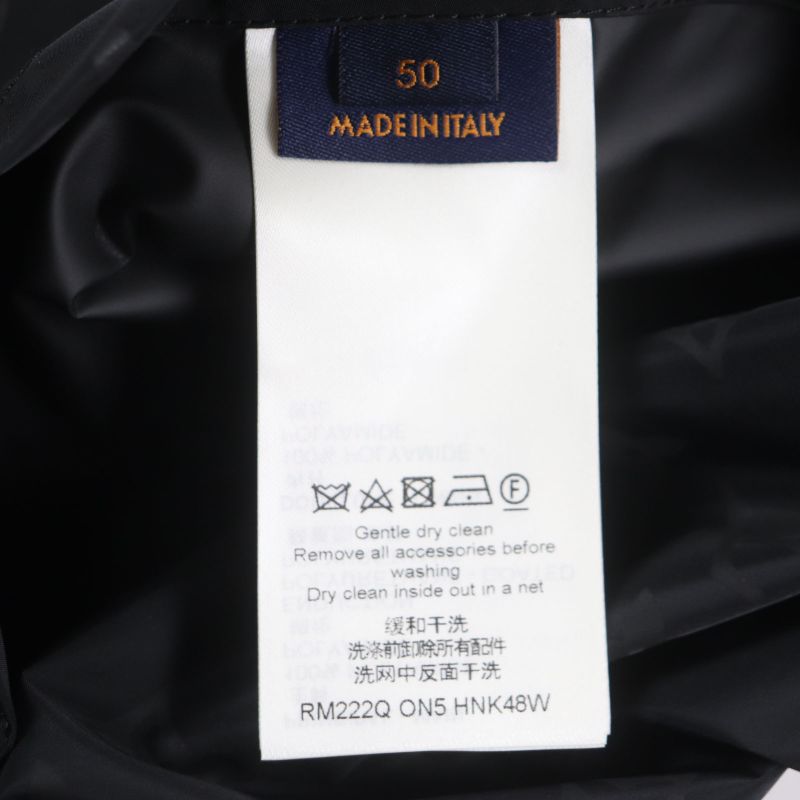 50
MADE IN ITALY
F
Gentle dry clean
Remove all accessories before
washing
Dry clean inside out in a net
缓和干洗
洗涤前卸除所有配件
洗网中反面干洗
RM222Q ON5 HNK48W